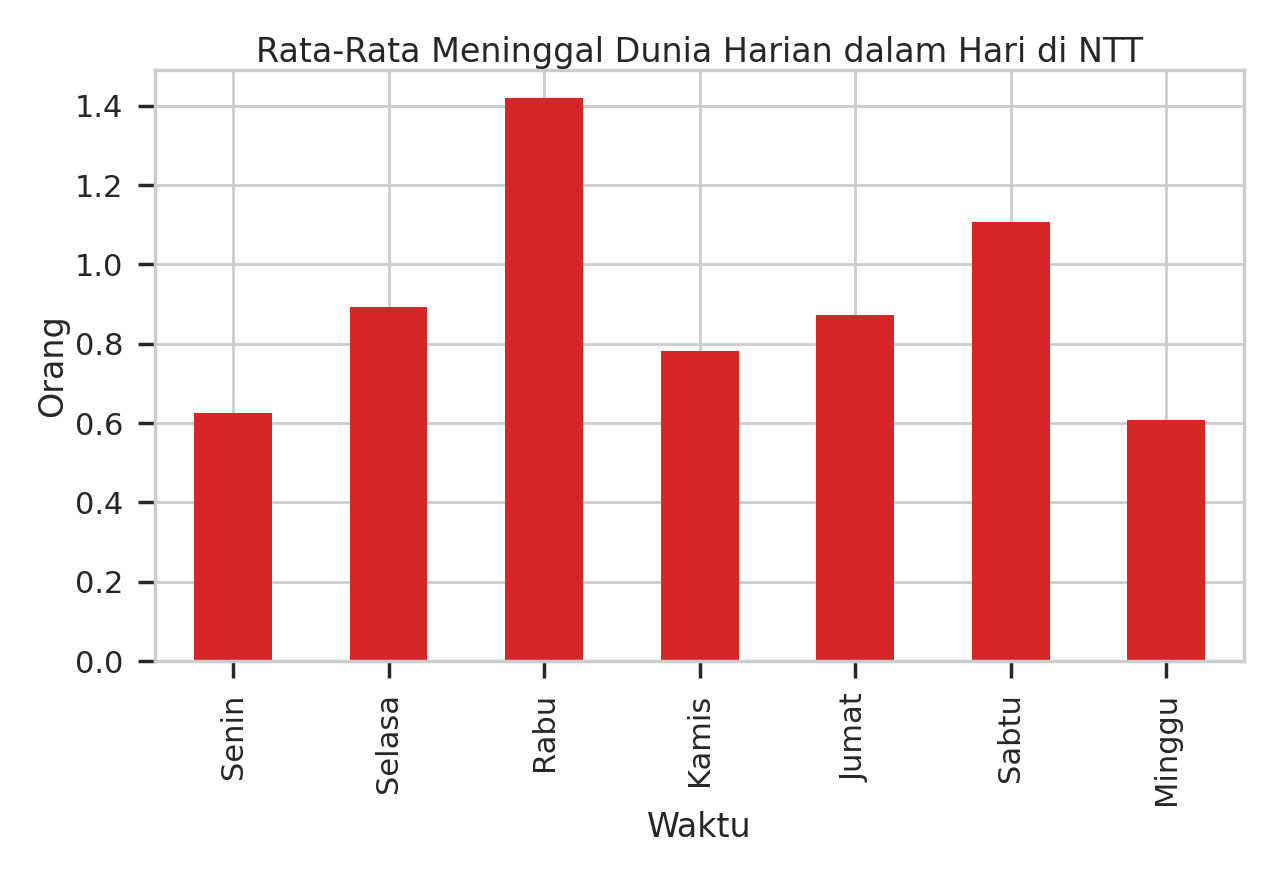 Rata-Rata Meninggal Dunia Harian dalam Hari di NTT
1.4
1.2
1.0
0.8
0.6
0.4
0.2
0.0
Orang
Senin
Selasa
Rabu
Kamis
Jumat
Sabtu
Minggu
Waktu